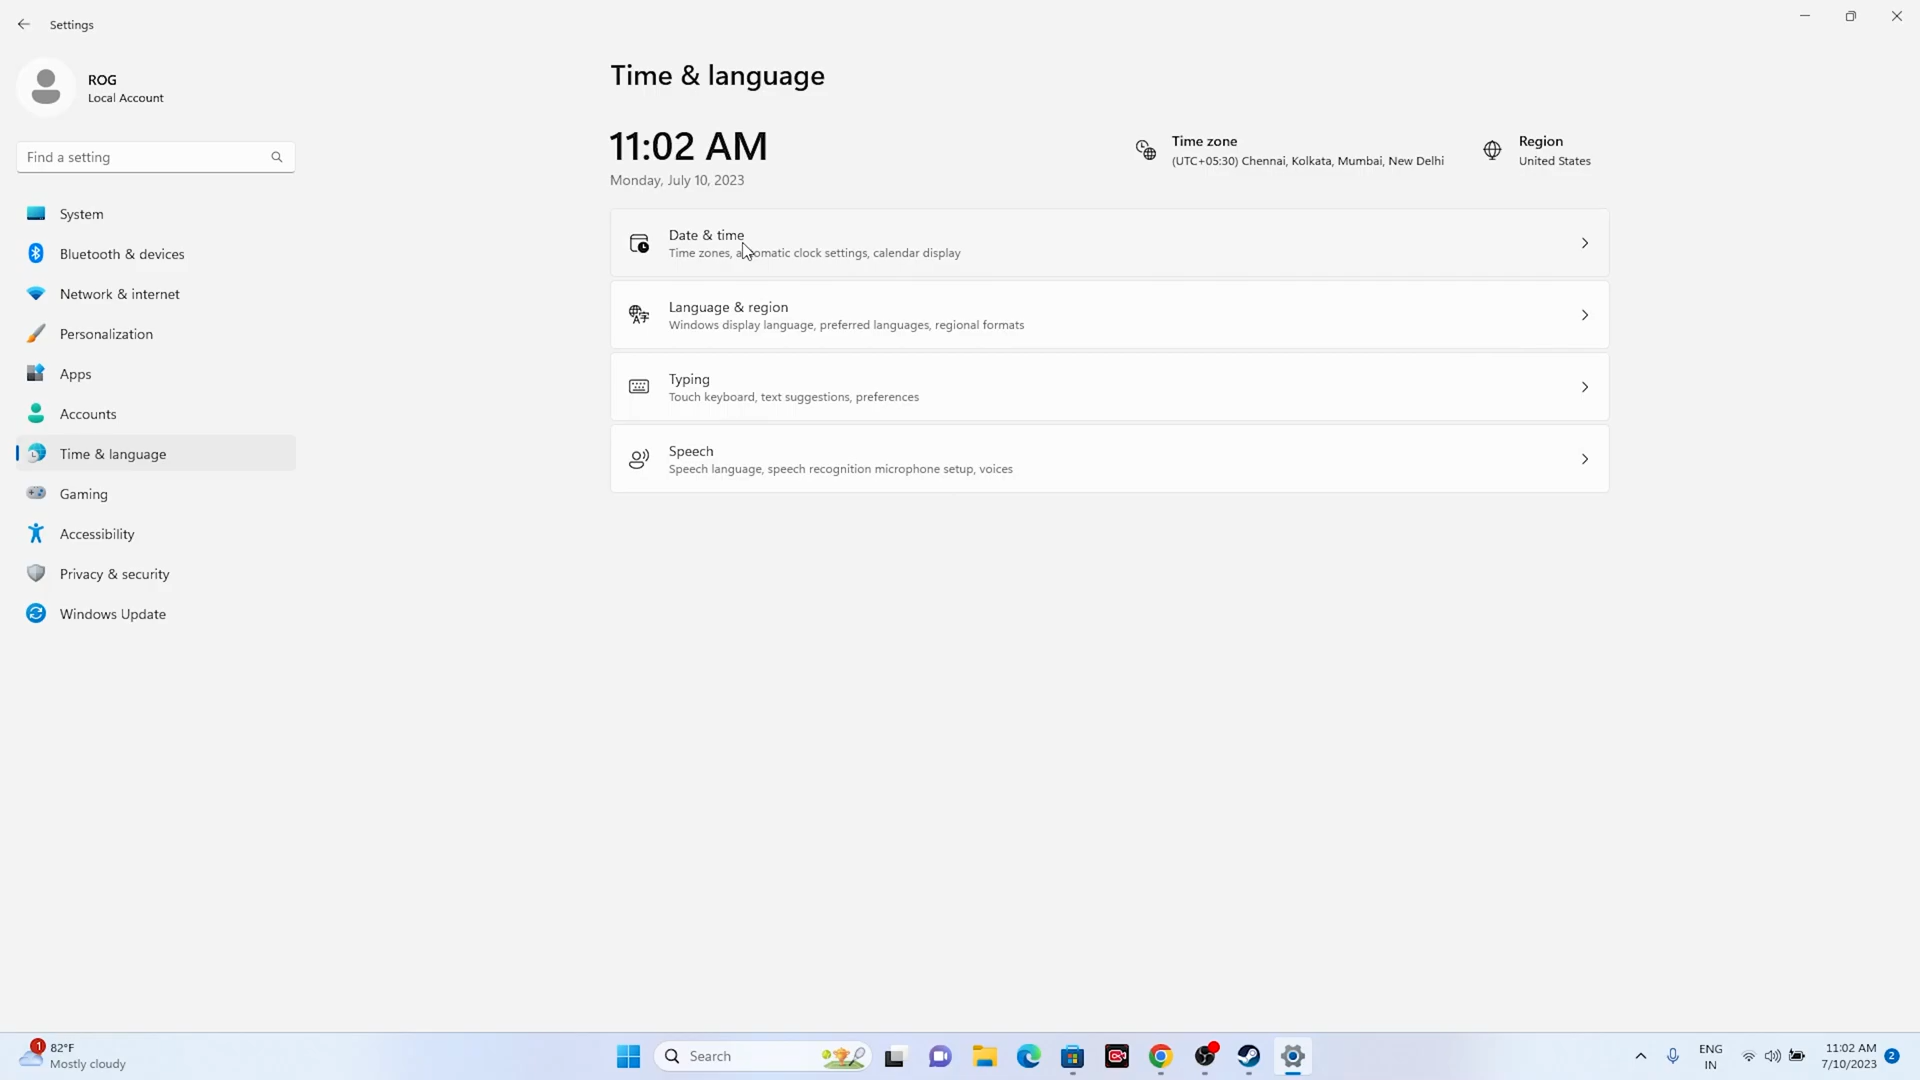 Settings
ROG
Local Account
Find a setting
System
Bluetooth & devices
Network & internet
Personalization
Apps
Accounts
Time & language
Gaming
Accessibility
Privacy & security
Windows Update
Time & language
11:02 AM
Monday, July 10, 2023
Time zone
(UTC+05:30) Chennai, Kolkata, Mumbai, New Delhi
Region
United States
Date & time
Time zones, automatic clock settings, calendar display
Language & region
Windows display language, preferred languages, regional formats
Typing
Touch keyboard, text suggestions, preferences
Speech
Speech language, speech recognition microphone setup, voices
1
82°F
Mostly cloudy
Search
ENG
IN
11:02 AM
7/10/2023
2